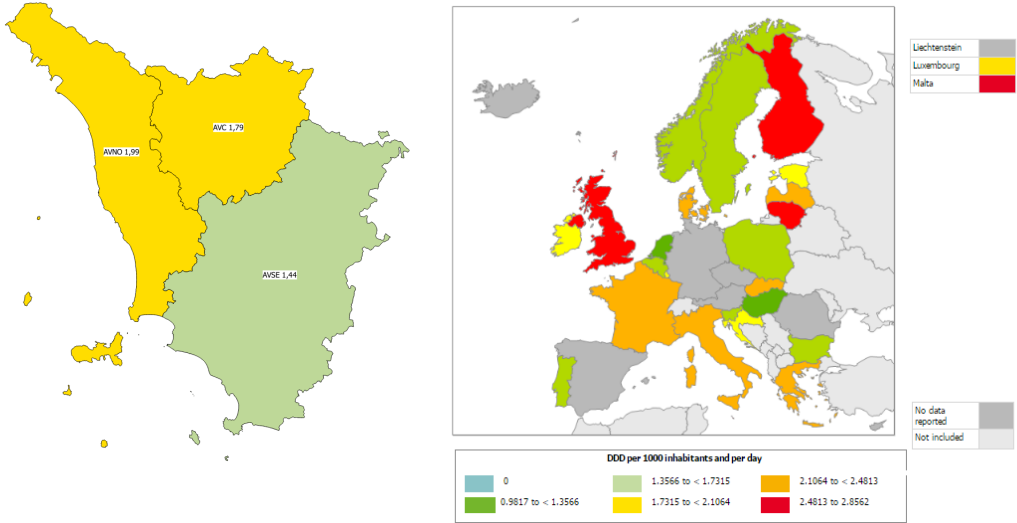 AVC 1,79
AVNO 1,99
AVSE 1,44
Liechtenstein
Luxembourg
Malta
No data
reported
Not included
DDD per 1000 inhabitants and per day
0
1.3566 to < 1.7315
2.1064 to < 2.4813
0.9817 to < 1.3566
1.7315 to < 2.1064
2.4813 to 2.8562